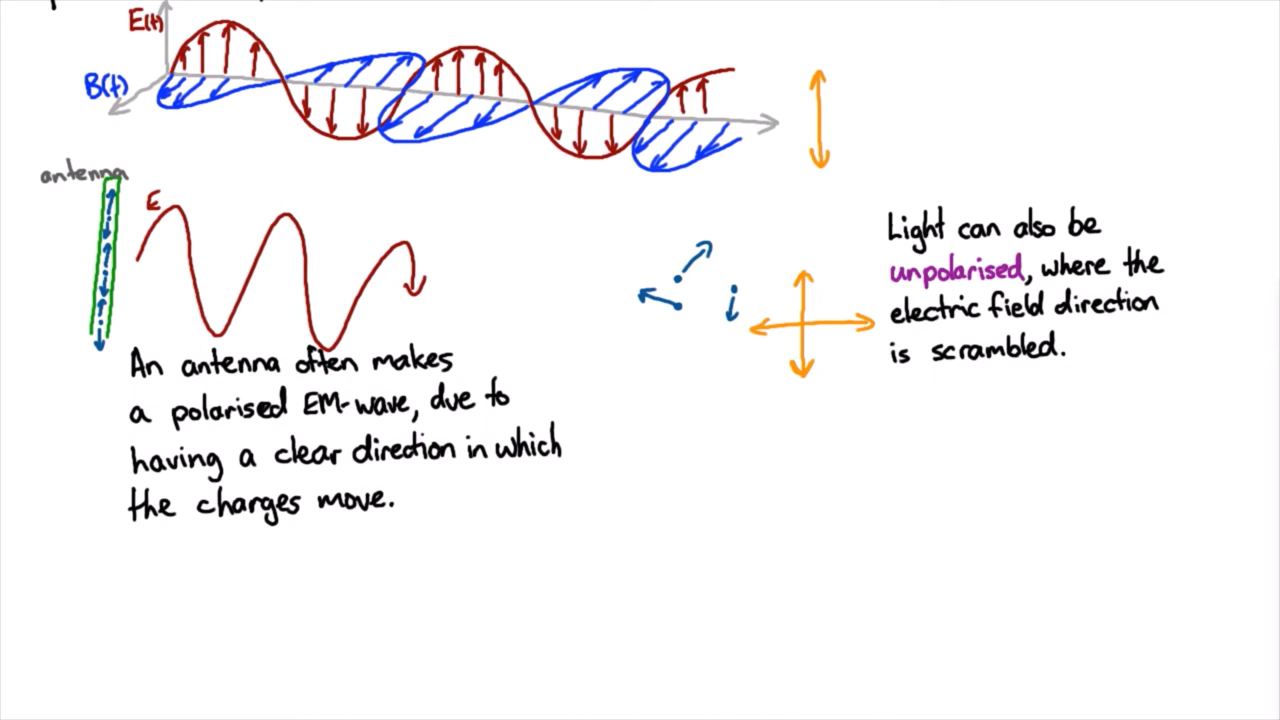 E(t)
B(t)
antenna
E
An antenna often makes
a polarised EM-wave, due to
having a clear direction in which
the charges move.
Light can also be
unpolarised, where the
electric field direction
is scrambled.